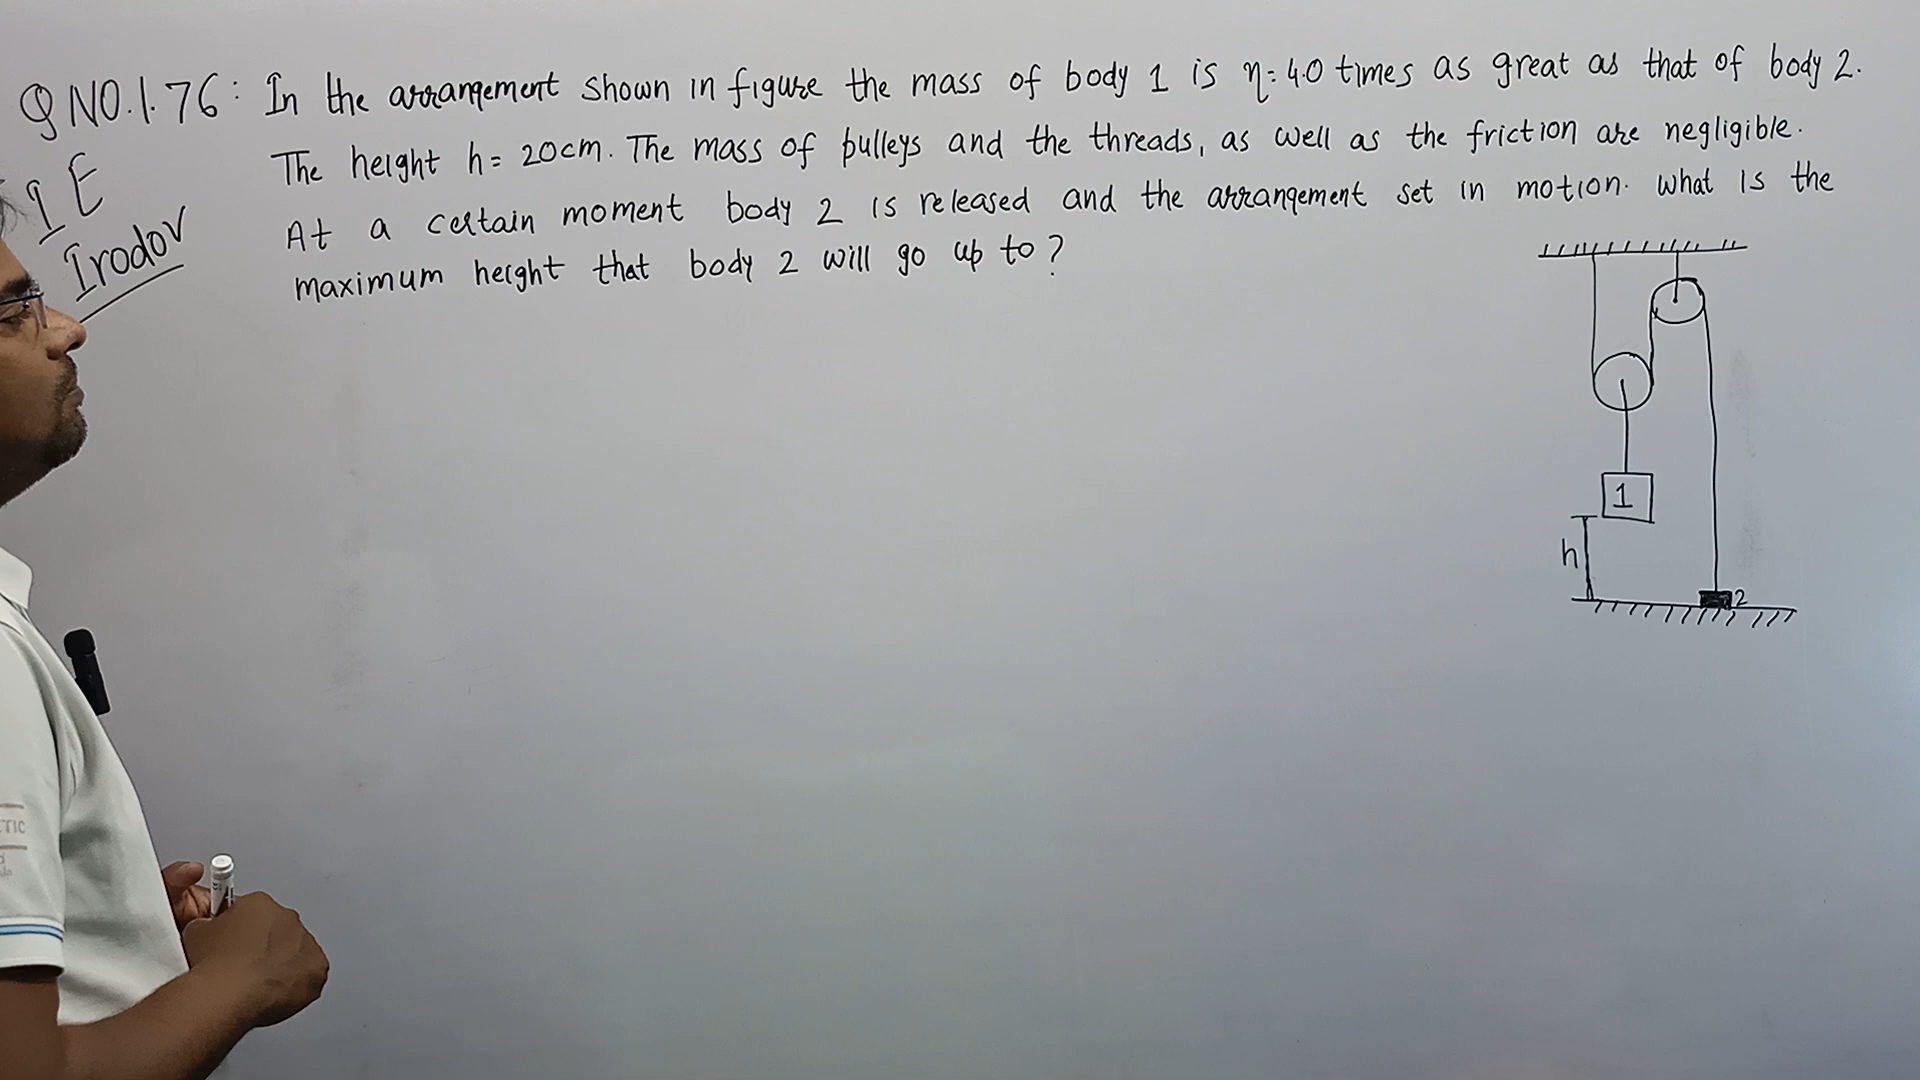 Q NO.1.76: In the arrangement shown in figure the mass of body 1 is η = 4.0 times as great as that of body 2.
The height h = 20cm. The mass of pulleys and the threads, as well as the friction are negligible.
At a certain moment body 2 is released and the arrangement set in motion. What is the
maximum height that body 2 will go up to?
I E
Irodov
1
h
2
TIC